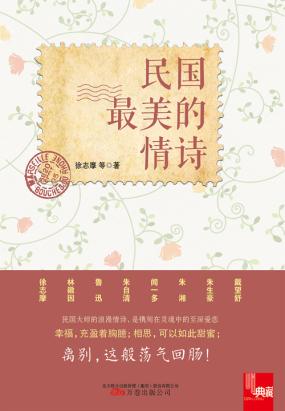 民国
最美的
情诗
徐志摩 等◎著
徐志摩
林徽因
鲁迅
朱自清
闻一多
朱湘
朱生豪
戴望舒
民国大师的浪漫情诗，是镌刻在灵魂中的至深爱恋
幸福，充盈着胸臆；相思，可以如此甜蜜；
离别，这般荡气回肠！
万卷出版公司
典藏